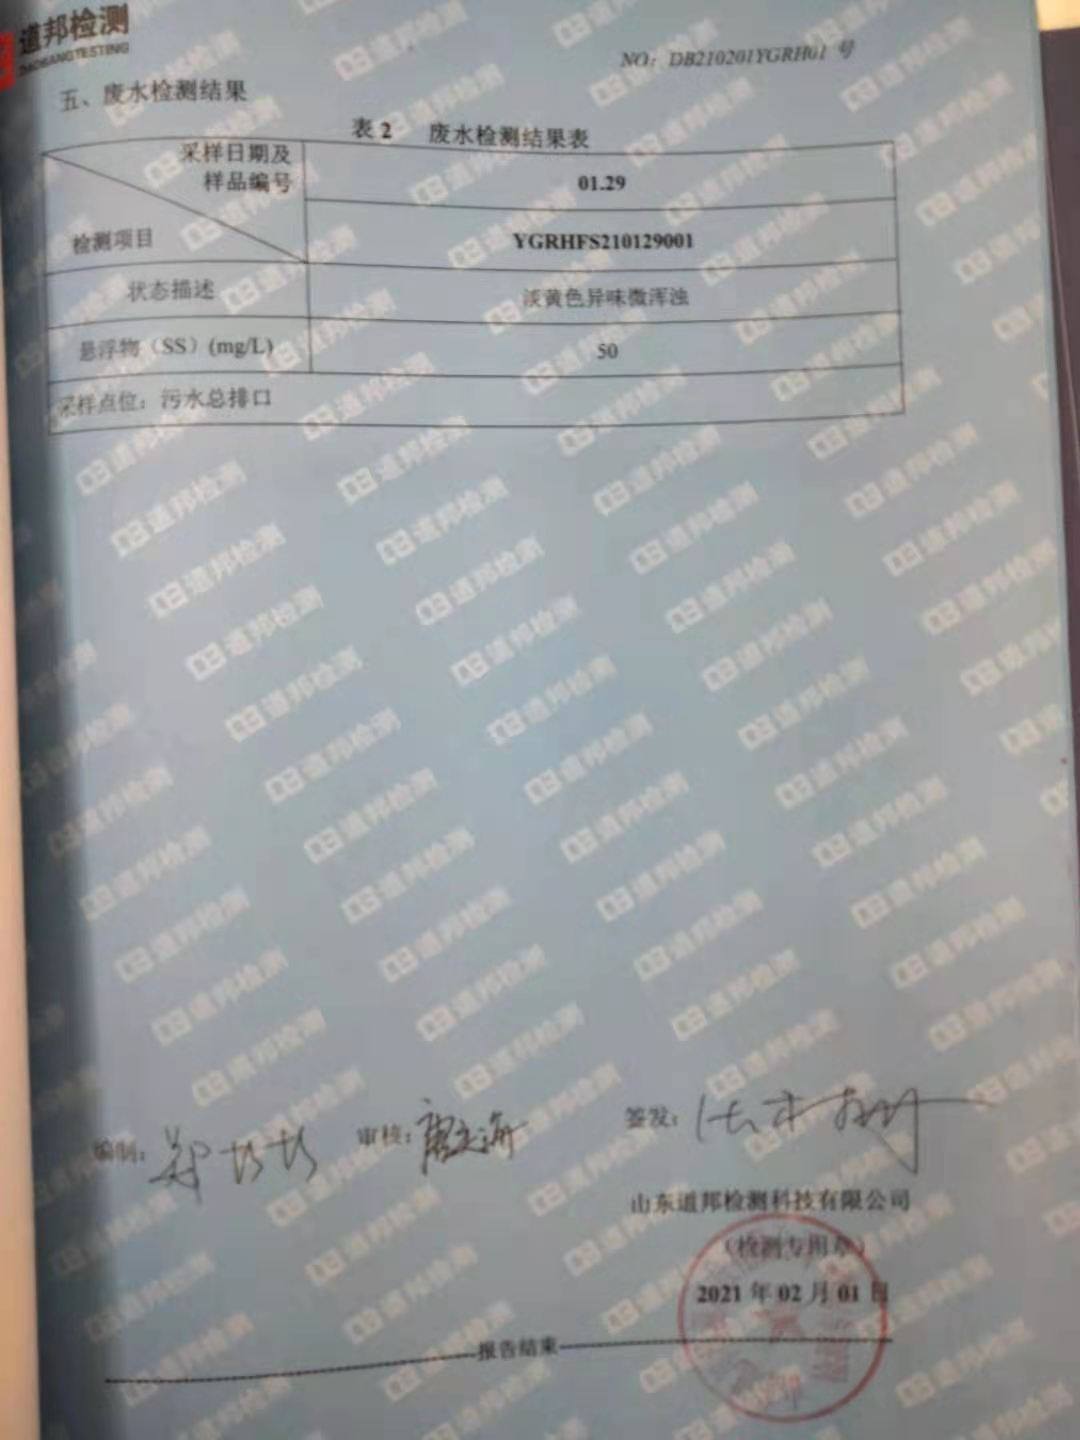 道邦检测
DAOBANGTESTING
NO：DB210201YGRH01 号
五、废水检测结果
表 2 废水检测结果表
采样日期及
样品编号
检测项目
01.29
YGRHFS210129001
状态描述
淡黄色异味微浑浊
悬浮物（SS）(mg/L)
50
采样点位：污水总排口
编制：
审核：
签发：
山东道邦检测科技有限公司
（检测专用章）
2021 年 02 月 01 日
报告结束